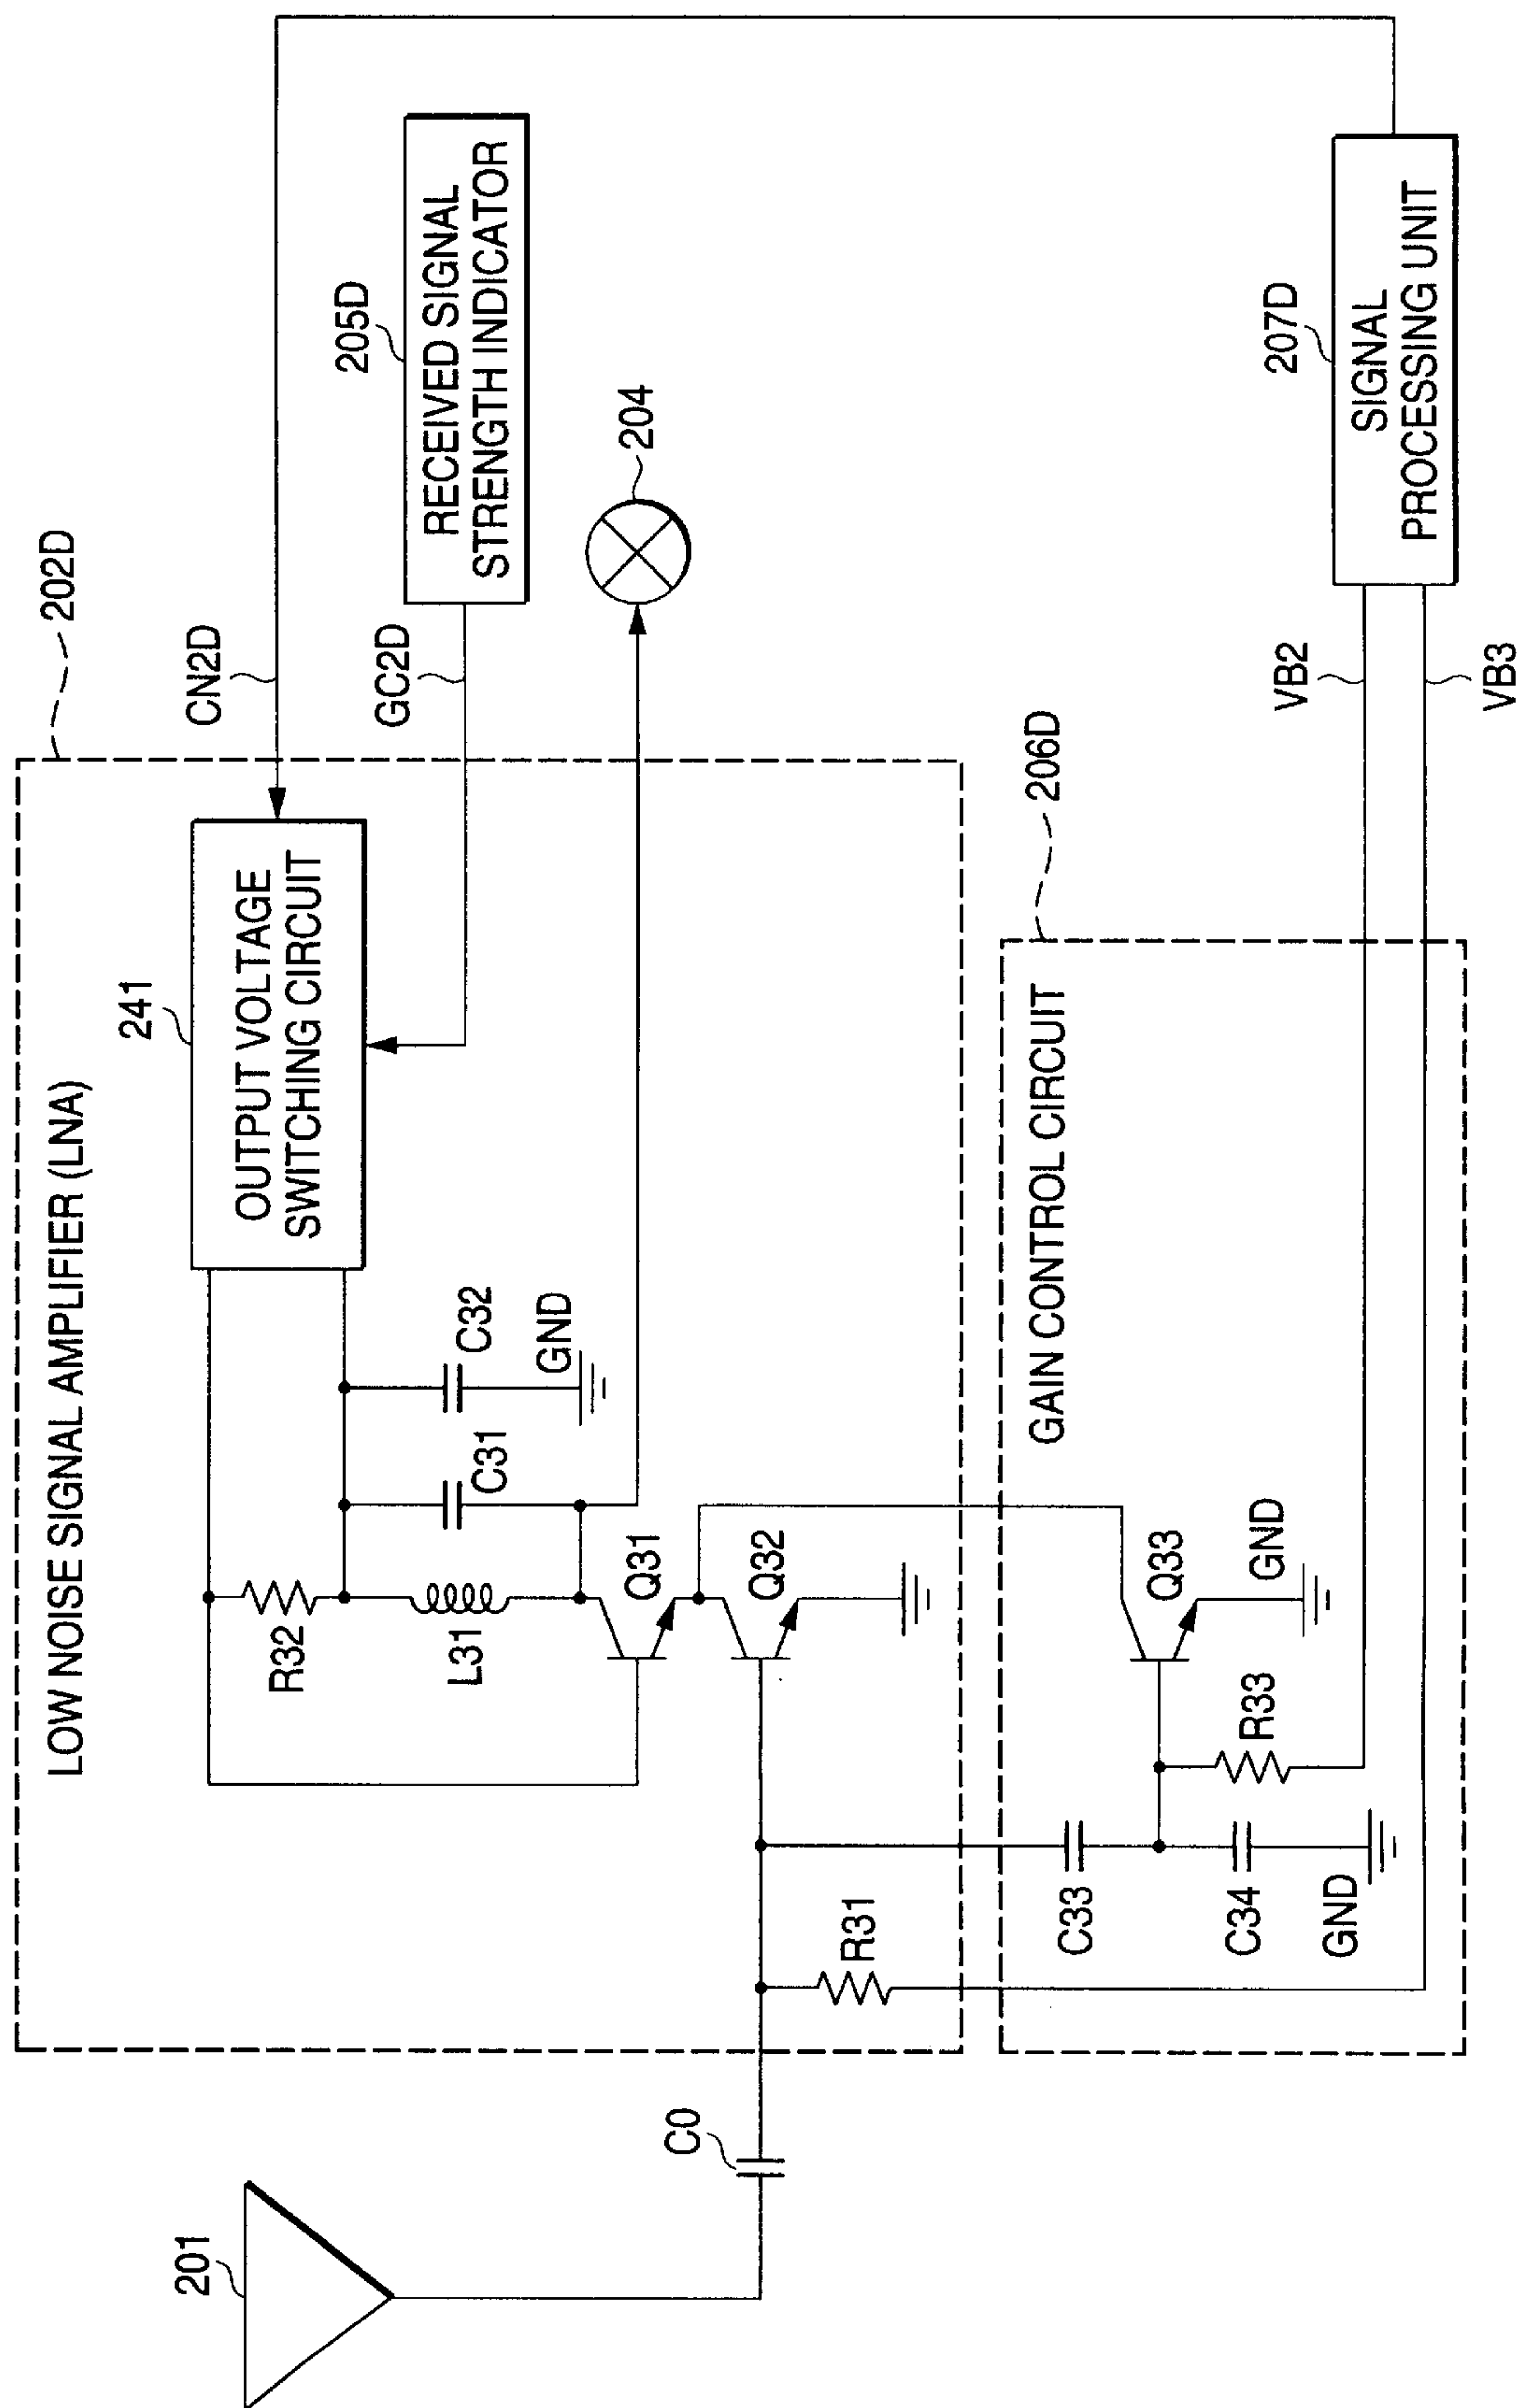 LOW NOISE SIGNAL AMPLIFIER (LNA)
202D
241
OUTPUT VOLTAGE
SWITCHING CIRCUIT
CN2D
GC2D
205D
RECEIVED SIGNAL
STRENGTH INDICATOR
204
R32
L31
C31
C32
GND
Q31
Q32
201
C0
R31
206D
GAIN CONTROL CIRCUIT
C33
C34
GND
R33
Q33
GND
VB2
VB3
207D
SIGNAL
PROCESSING UNIT